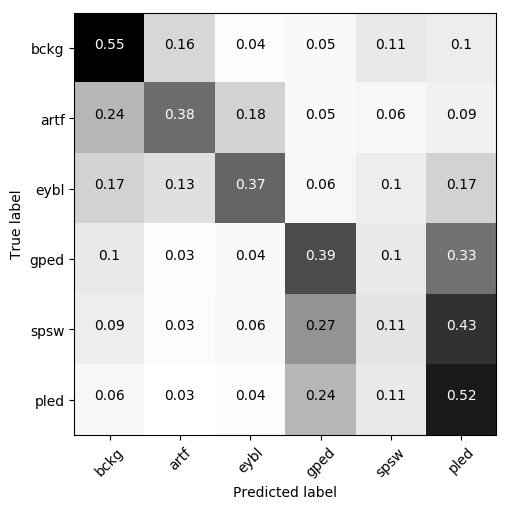 bckg 0.55 0.16 0.04 0.05 0.11 0.1
artf 0.24 0.38 0.18 0.05 0.06 0.09
eybl 0.17 0.13 0.37 0.06 0.1 0.17
gped 0.1 0.03 0.04 0.39 0.1 0.33
spsw 0.09 0.03 0.06 0.27 0.11 0.43
pled 0.06 0.03 0.04 0.24 0.11 0.52
True label
bckg artf eybl gped spsw pled
Predicted label